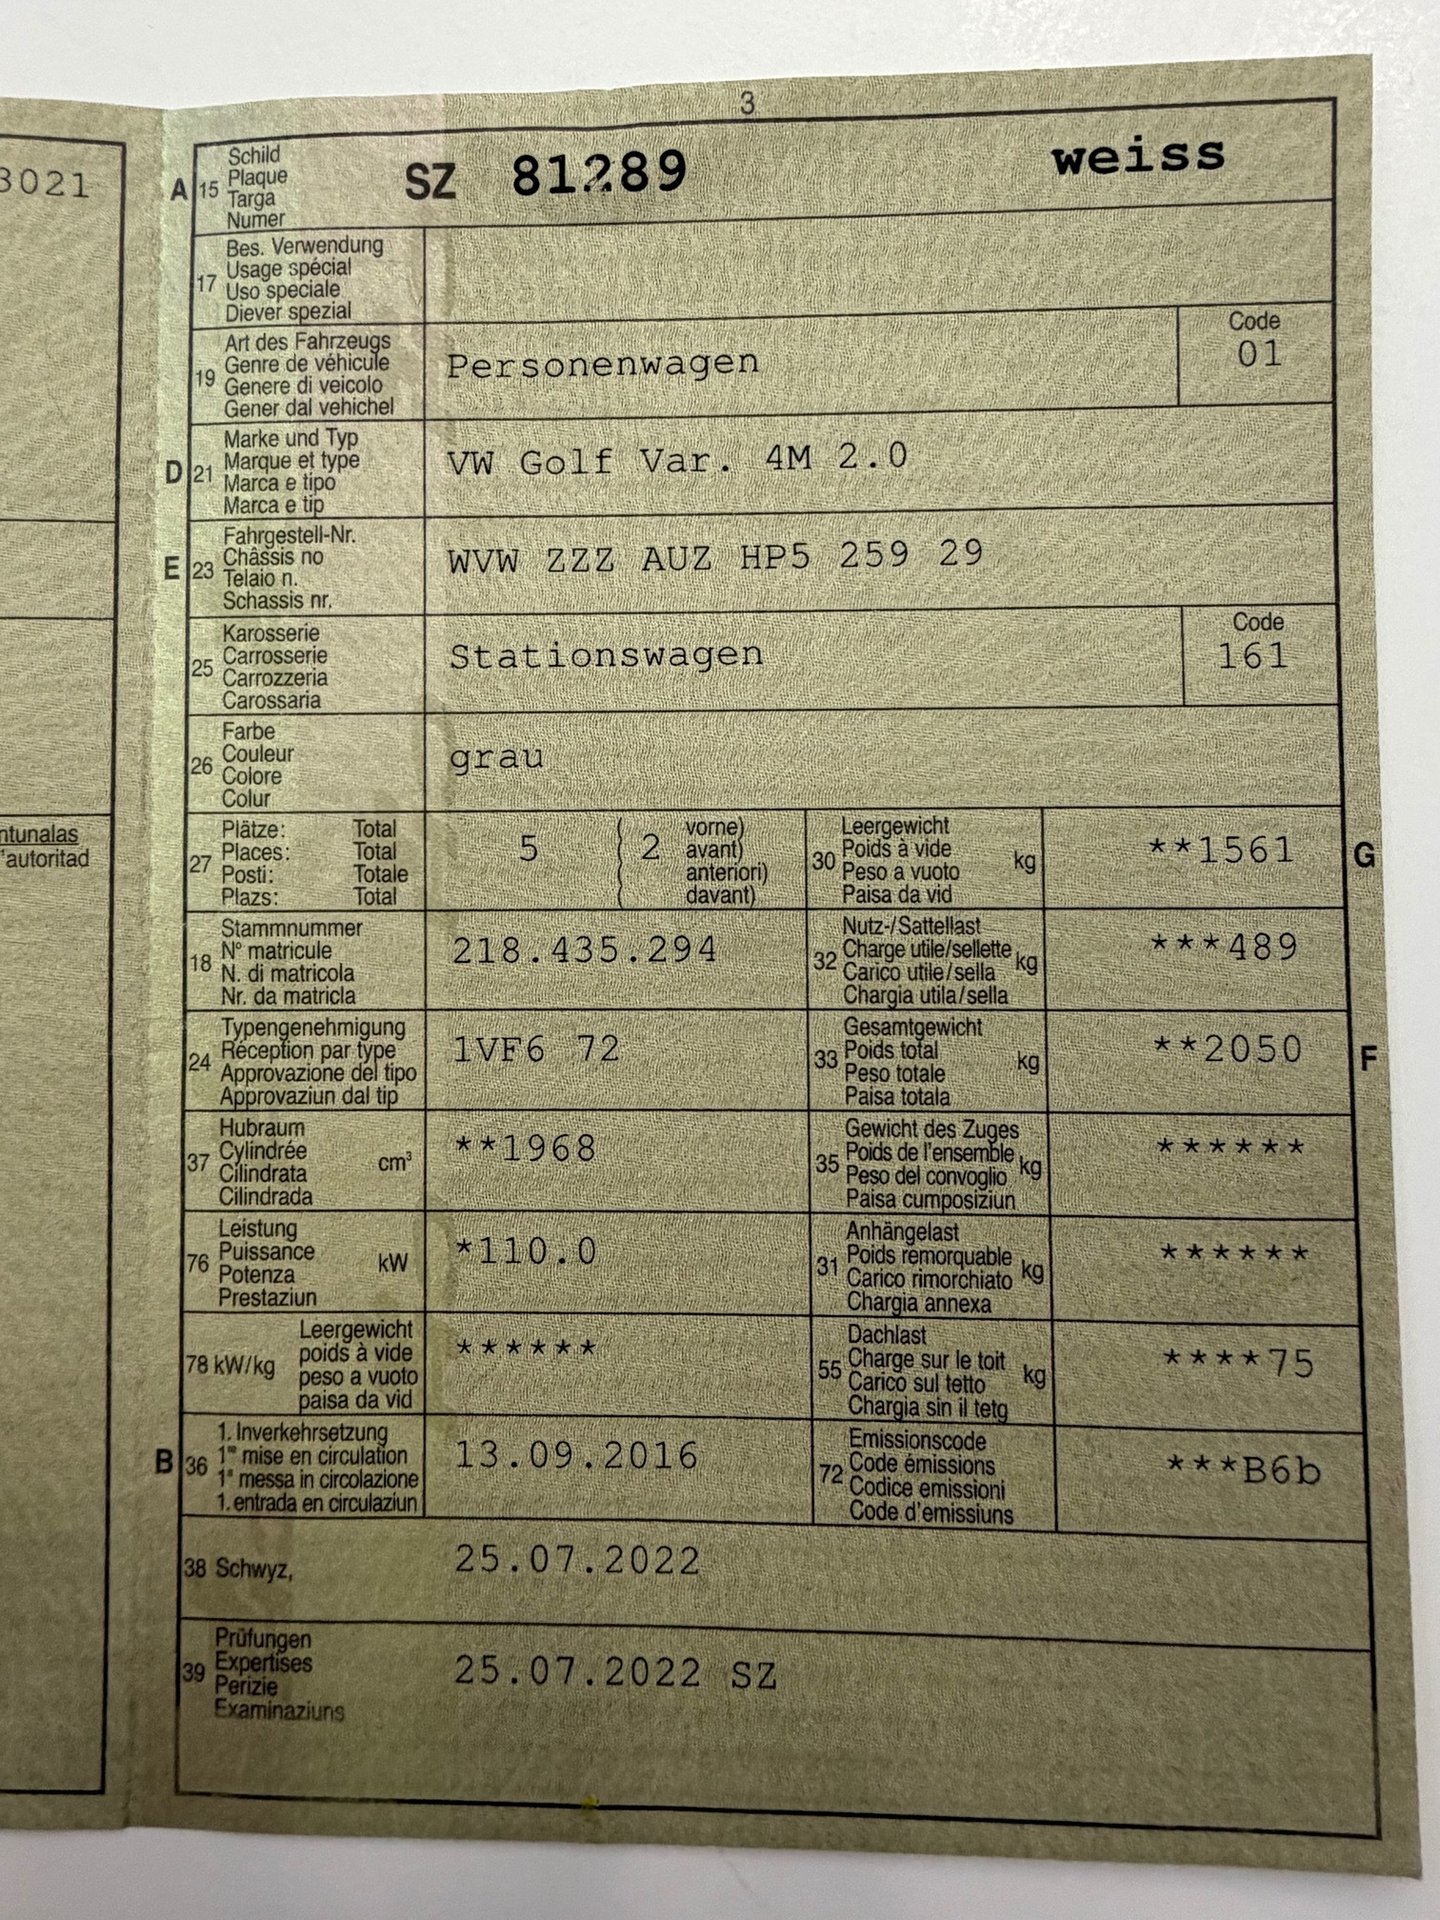 3021
ntunalas
'autoritad
3
A 15 Schild
Plaque
Targa
Numer
SZ 81289 weiss
17 Bes. Verwendung
Usage spécial
Uso speciale
Diever spezial
19 Art des Fahrzeugs
Genre de véhicule
Genere di veicolo
Gener dal vehichel
Personenwagen
Code
01
D 21 Marke und Typ
Marque et type
Marca e tipo
Marca e tip
VW Golf Var. 4M 2.0
E 23 Fahrgestell-Nr.
Châssis no
Telaio n.
Schassis nr.
WVW ZZZ AUZ HP5 259 29
25 Karosserie
Carrosserie
Carrozzeria
Carossaria
Stationswagen
Code
161
26 Farbe
Couleur
Colore
Colur
grau
27 Plätze: Total
Places: Total
Posti: Totale
Plazs: Total
5 ( 2 vorne)
( avant)
( anteriori)
( davant)
30 Leergewicht
Poids à vide kg
Peso a vuoto
Paisa da vid
**1561 G
18 Stammnummer
N° matricule
N. di matricola
Nr. da matricla
218.435.294
32 Nutz-/Sattellast
Charge utile/sellette kg
Carico utile/sella
Chargia utila/sella
***489
24 Typengenehmigung
Réception par type
Approvazione del tipo
Approvaziun dal tip
1VF6 72
33 Gesamtgewicht
Poids total kg
Peso totale
Paisa totala
**2050 F
37 Hubraum
Cylindrée cm³
Cilindrata
Cilindrada
**1968
35 Gewicht des Zuges
Poids de l'ensemble kg
Peso del convoglio
Paisa cumposiziun
******
76 Leistung
Puissance kW
Potenza
Prestaziun
*110.0
31 Anhängelast
Poids remorquable kg
Carico rimorchiato
Chargia annexa
******
78 kW/kg Leergewicht
poids à vide
peso a vuoto
paisa da vid
******
55 Dachlast
Charge sur le toit kg
Carico sul tetto
Chargia sin il tetg
****75
B 36 1. Inverkehrsetzung
1re mise en circulation
1a messa in circolazione
1. entrada en circulaziun
13.09.2016
72 Emissionscode
Code émissions
Codice emissioni
Code d'emissiuns
***B6b
38 Schwyz, 25.07.2022
39 Prüfungen
Expertises
Perizie
Examinaziuns
25.07.2022 SZ